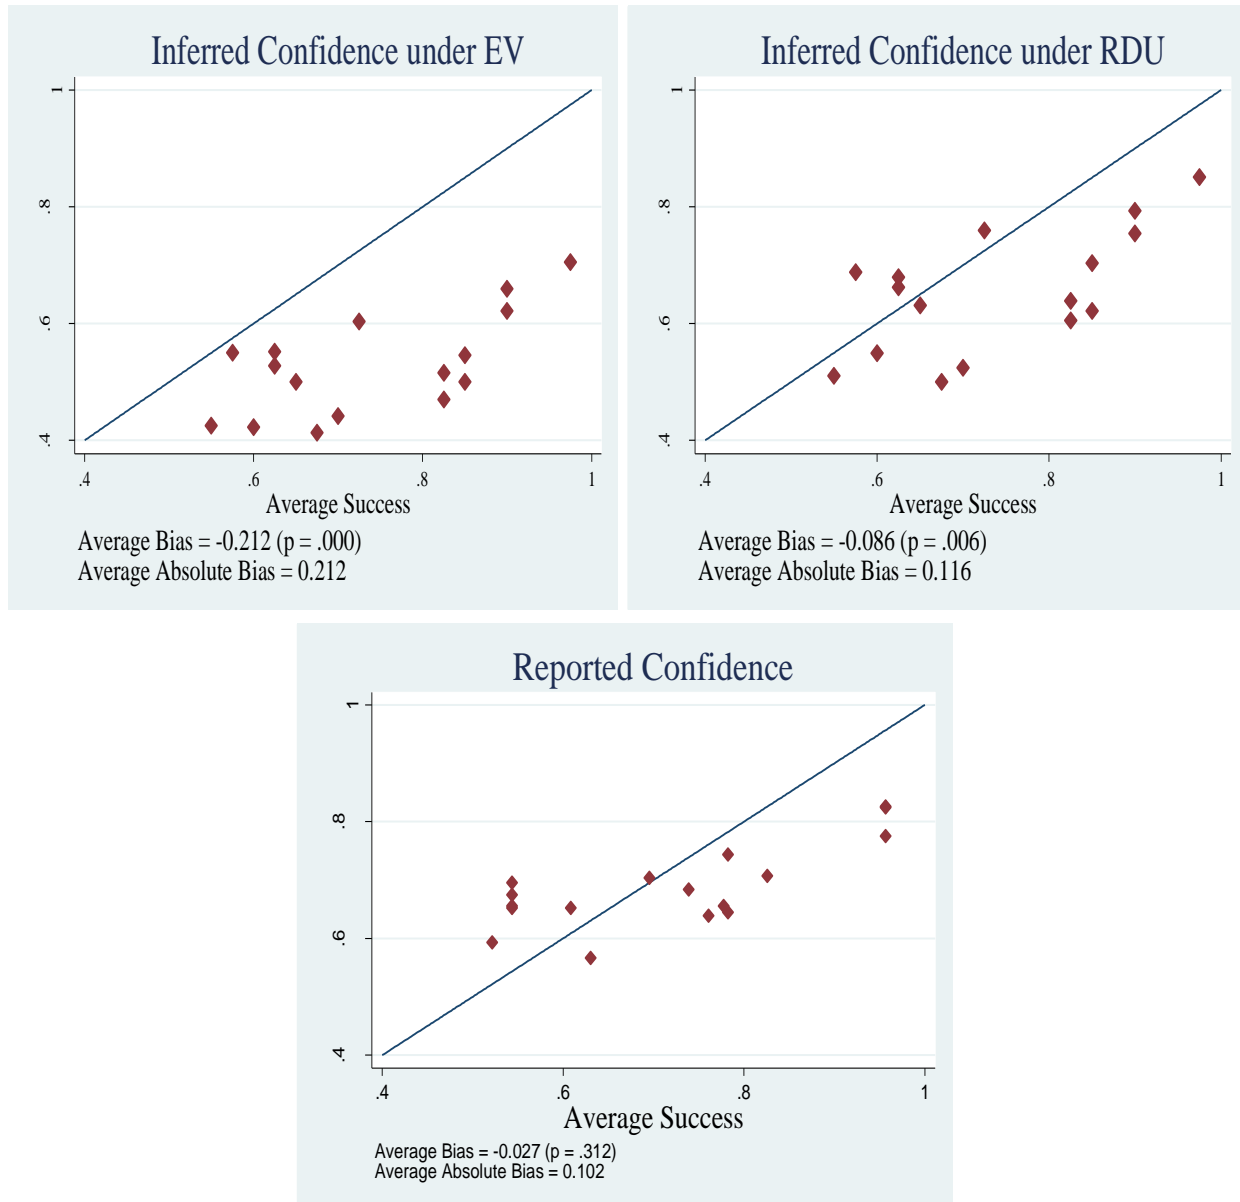 Inferred Confidence under EV
1
.8
.6
.4
.4 .6 .8 1
Average Success
Average Bias = -0.212 (p = .000)
Average Absolute Bias = 0.212
Inferred Confidence under RDU
1
.8
.6
.4
.4 .6 .8 1
Average Success
Average Bias = -0.086 (p = .006)
Average Absolute Bias = 0.116
Reported Confidence
1
.8
.6
.4
.4 .6 .8 1
Average Success
Average Bias = -0.027 (p = .312)
Average Absolute Bias = 0.102